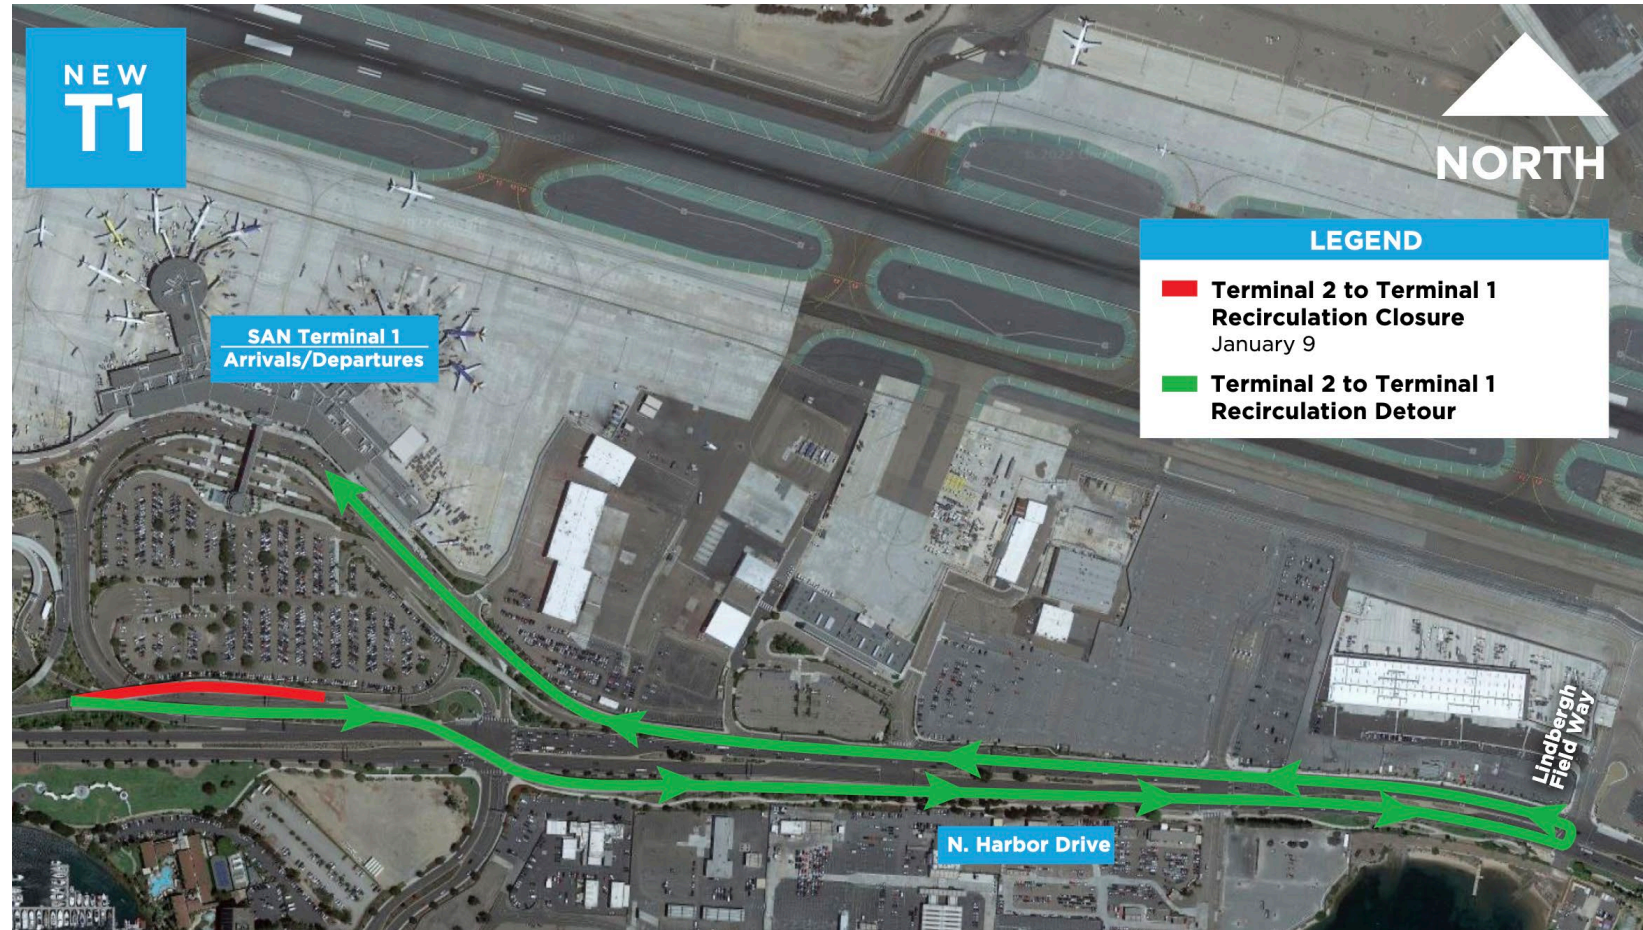 NEW
T1
NORTH
LEGEND
Terminal 2 to Terminal 1
Recirculation Closure
January 9
Terminal 2 to Terminal 1
Recirculation Detour
SAN Terminal 1
Arrivals/Departures
Lindbergh
Field Way
N. Harbor Drive